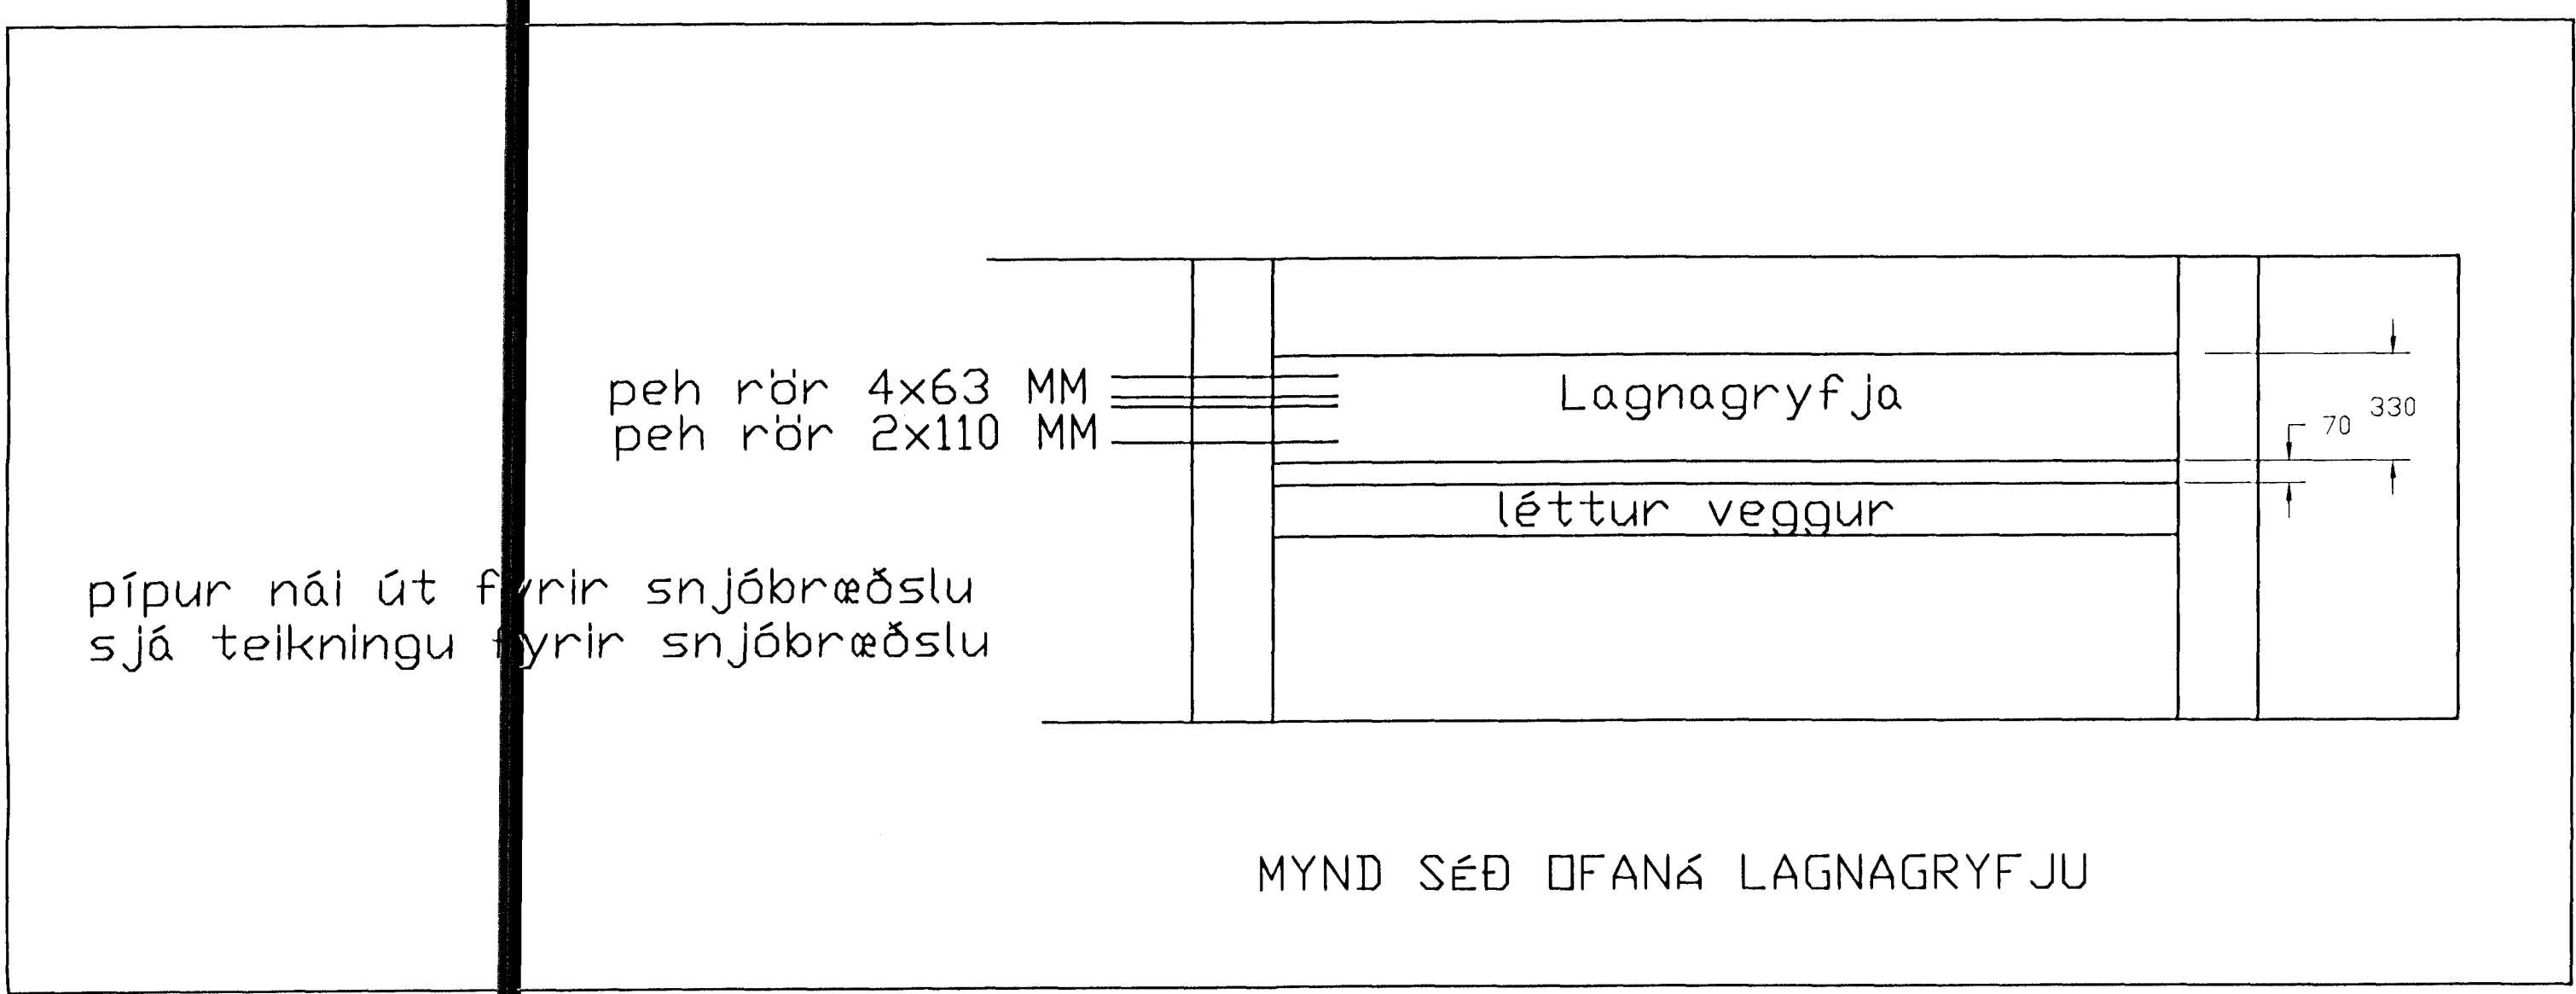 peh rör 4x63 MM
peh rör 2x110 MM
Lagnagryfja
330
70
léttur veggur
pípur nái út fyrir snjóbræðslu
sjá teikningu fyrir snjóbræðslu
MYND SÉÐ OFANÁ LAGNAGRYFJU